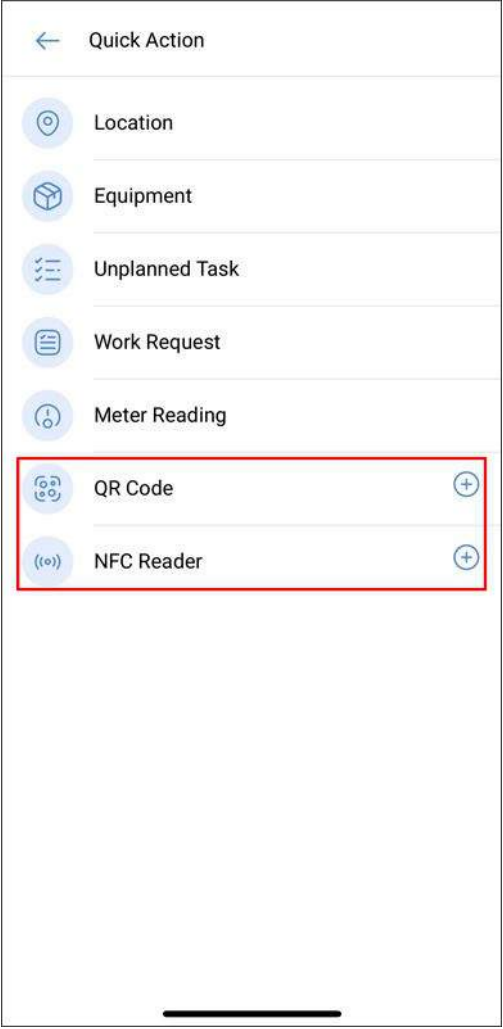 Quick Action
Location
Equipment
Unplanned Task
Work Request
Meter Reading
QR Code
NFC Reader